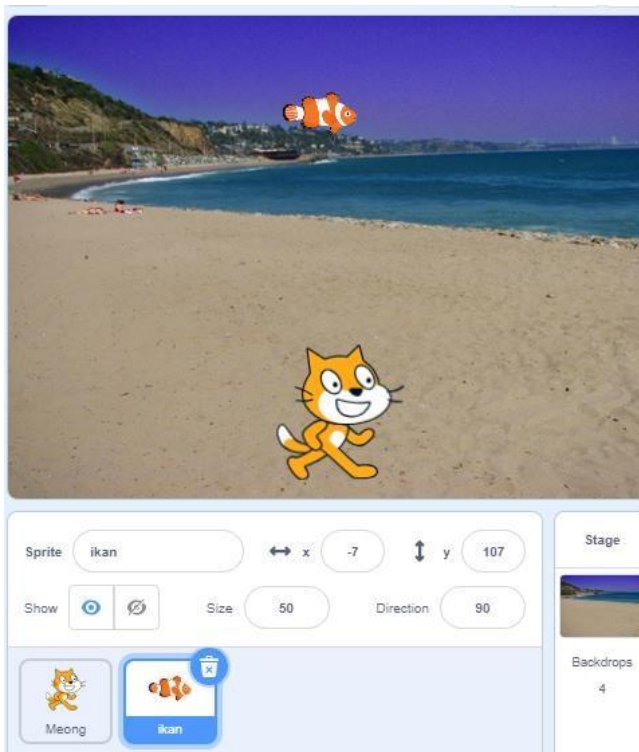 Sprite ikan x -7 y 107
Show Size 50 Direction 90
Meong ikan
Stage
Backdrops
4